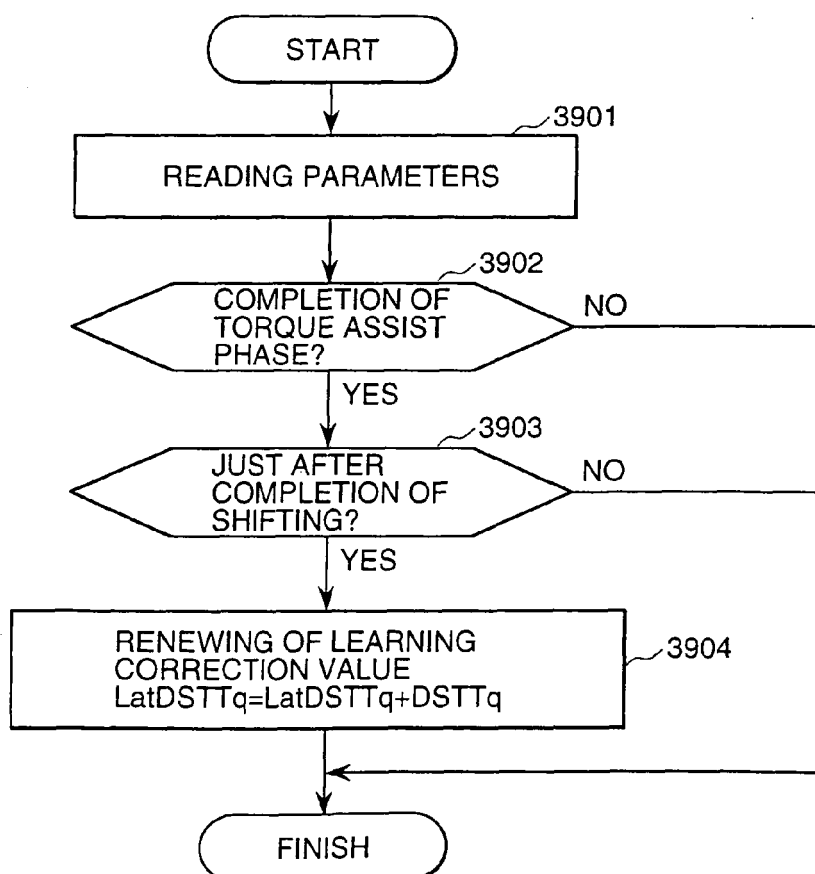 START
3901
READING PARAMETERS
3902
COMPLETION OF
TORQUE ASSIST
PHASE?
NO
YES
3903
JUST AFTER
COMPLETION OF
SHIFTING?
NO
YES
RENEWING OF LEARNING
CORRECTION VALUE
LatDSTTq=LatDSTTq+DSTTq
3904
FINISH